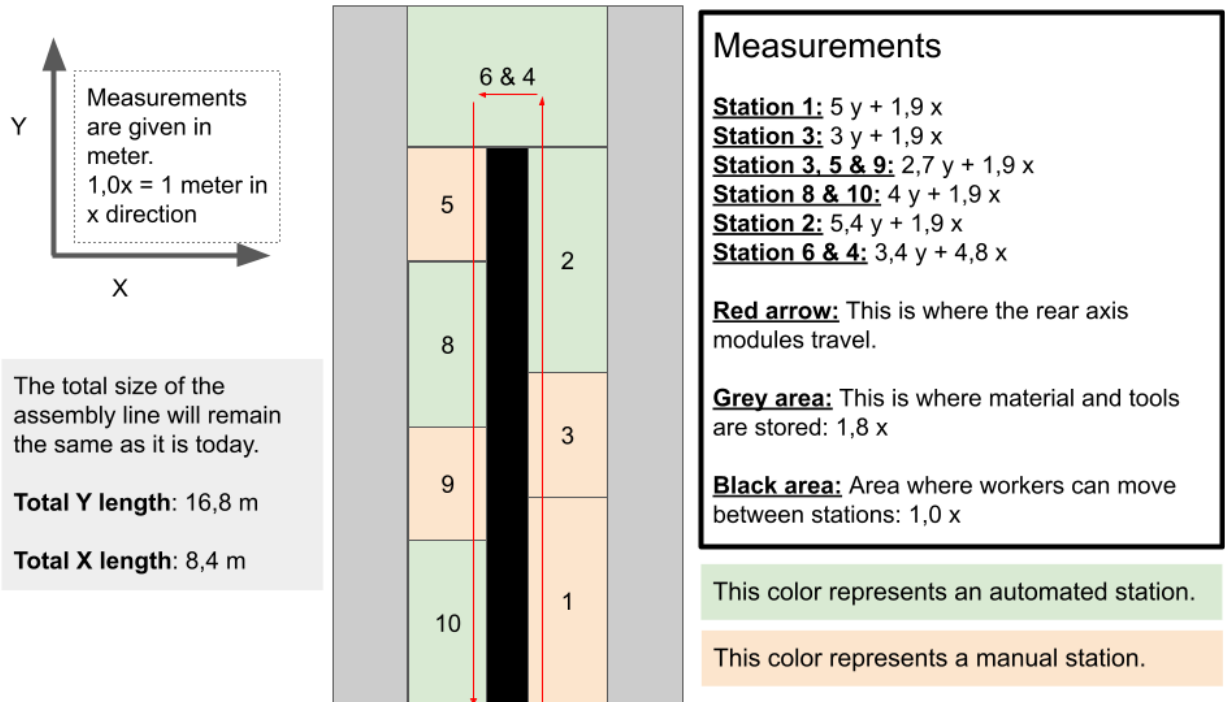 Y
Measurements
are given in
meter.
1,0x = 1 meter in
x direction
X
The total size of the
assembly line will remain
the same as it is today.
Total Y length: 16,8 m
Total X length: 8,4 m
6 & 4
5
2
8
3
9
1
10
Measurements
Station 1: 5 y + 1,9 x
Station 3: 3 y + 1,9 x
Station 3, 5 & 9: 2,7 y + 1,9 x
Station 8 & 10: 4 y + 1,9 x
Station 2: 5,4 y + 1,9 x
Station 6 & 4: 3,4 y + 4,8 x
Red arrow: This is where the rear axis
modules travel.
Grey area: This is where material and tools
are stored: 1,8 x
Black area: Area where workers can move
between stations: 1,0 x
This color represents an automated station.
This color represents a manual station.